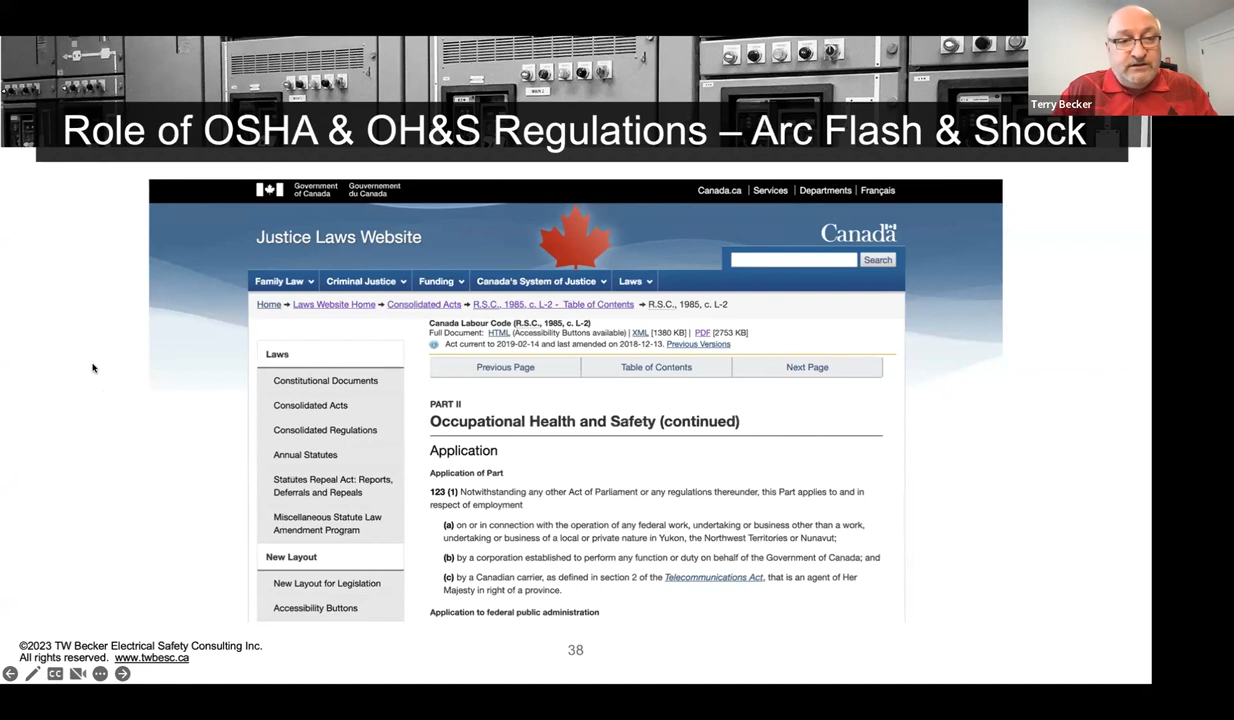 Terry Becker
Role of OSHA & OH&S Regulations – Arc Flash & Shock
Government of Canada
Gouvernement du Canada
Canada.ca | Services | Departments | Français
Justice Laws Website
Canada
Search
Family Law Criminal Justice Funding Canada's System of Justice Laws
Home → Laws Website Home → Consolidated Acts → R.S.C., 1985, c. L-2 - Table of Contents → R.S.C., 1985, c. L-2
Canada Labour Code (R.S.C., 1985, c. L-2)
Full Document: HTML (Accessibility Buttons available) | XML [1380 KB] | PDF [2753 KB]
Act current to 2019-02-14 and last amended on 2018-12-13. Previous Versions
Previous Page Table of Contents Next Page
Laws
Constitutional Documents
Consolidated Acts
Consolidated Regulations
Annual Statutes
Statutes Repeal Act: Reports,
Deferrals and Repeals
Miscellaneous Statute Law
Amendment Program
New Layout
New Layout for Legislation
Accessibility Buttons
PART II
Occupational Health and Safety (continued)
Application
Application of Part
123 (1) Notwithstanding any other Act of Parliament or any regulations thereunder, this Part applies to and in
respect of employment
(a) on or in connection with the operation of any federal work, undertaking or business other than a work,
undertaking or business of a local or private nature in Yukon, the Northwest Territories or Nunavut;
(b) by a corporation established to perform any function or duty on behalf of the Government of Canada; and
(c) by a Canadian carrier, as defined in section 2 of the Telecommunications Act, that is an agent of Her
Majesty in right of a province.
Application to federal public administration
©2023 TW Becker Electrical Safety Consulting Inc.
All rights reserved. www.twbesc.ca
38
CC